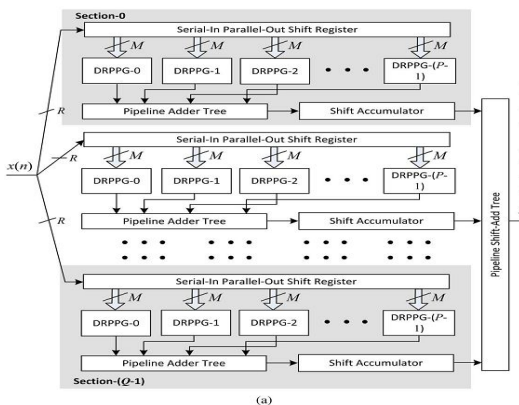 Section-0
Serial-In Parallel-Out Shift Register
M M M M
DRPPG-0 DRPPG-1 DRPPG-2 DRPPG-(P-
1)
R
Pipeline Adder Tree Shift Accumulator
Serial-In Parallel-Out Shift Register
x(n) R
M M M M
DRPPG-0 DRPPG-1 DRPPG-2 DRPPG-(P-
1)
R
Pipeline Adder Tree Shift Accumulator
Pipeline Shift-Add Tree
Serial-In Parallel-Out Shift Register
M M M M
DRPPG-0 DRPPG-1 DRPPG-2 DRPPG-(P-
1)
Pipeline Adder Tree Shift Accumulator
Section-(Q-1)
(a)